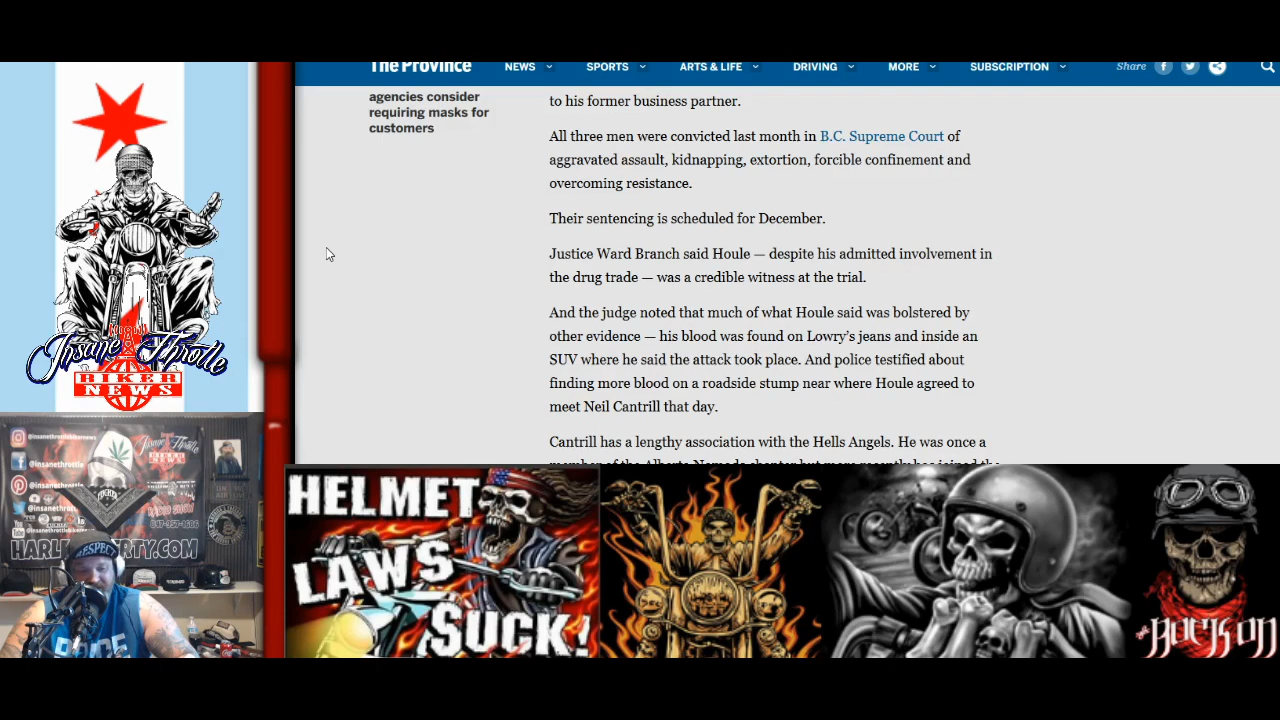 The Province
NEWS
SPORTS
ARTS & LIFE
DRIVING
MORE
SUBSCRIPTION
Share
agencies consider
requiring masks for
customers
to his former business partner.
All three men were convicted last month in B.C. Supreme Court of
aggravated assault, kidnapping, extortion, forcible confinement and
overcoming resistance.
Their sentencing is scheduled for December.
Justice Ward Branch said Houle — despite his admitted involvement in
the drug trade — was a credible witness at the trial.
And the judge noted that much of what Houle said was bolstered by
other evidence — his blood was found on Lowry's jeans and inside an
SUV where he said the attack took place. And police testified about
finding more blood on a roadside stump near where Houle agreed to
meet Neil Cantrill that day.
Cantrill has a lengthy association with the Hells Angels. He was once a
Insane Throttle
BIKER
NEWS
@insanethrottlebikernews
@insanethrottle
RADIO SHOW
RESPECT
HELMET
LAWS
SUCK!
ROCK'S ON